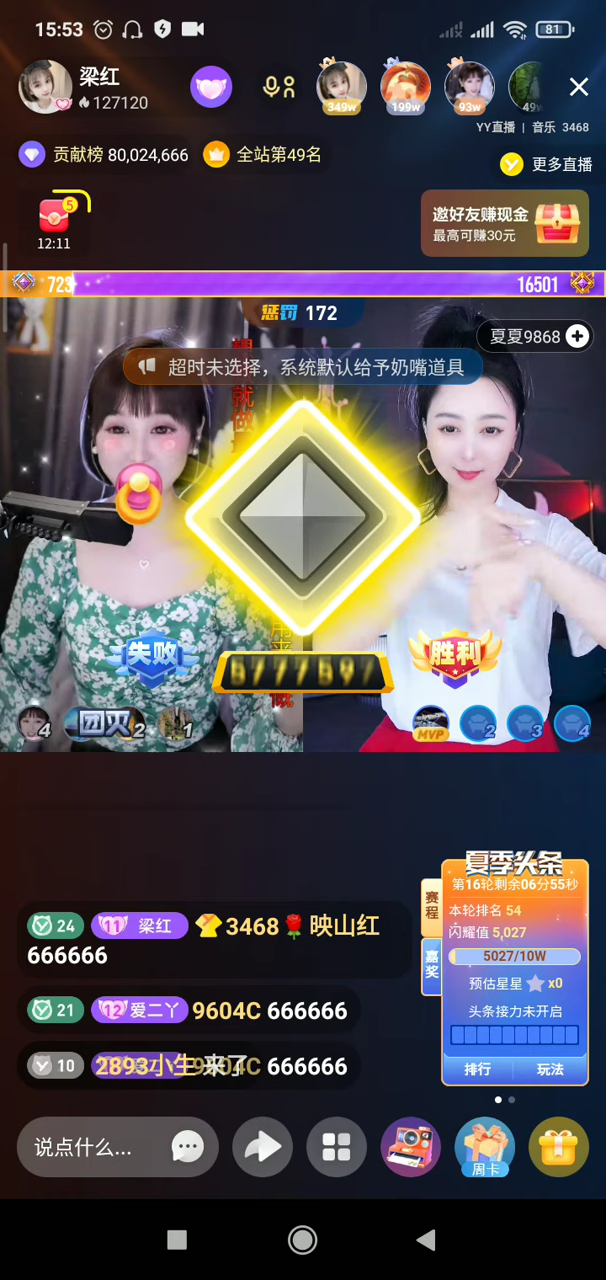 15:53
81
梁红
127120
349w
199w
93w
49w
YY直播 | 音乐 3468
贡献榜 80,024,666
全站第49名
更多直播
5
12:11
邀好友赚现金
最高可赚30元
723
16501
惩罚 172
夏夏9868
超时未选择，系统默认给予奶嘴道具
就
失败
胜利
4
团灭 2
1
MVP
2
3
4
夏季头条
第16轮剩余06分55秒
赛程
本轮排名 54
闪耀值 5,027
5027/10W
嘉奖
预估星星 x0
头条接力未开启
排行
玩法
24 11 梁红 3468🌹映山红
666666
21 12 爱二丫 9604C 666666
10 2893小生 来了 666666
说点什么...
周卡